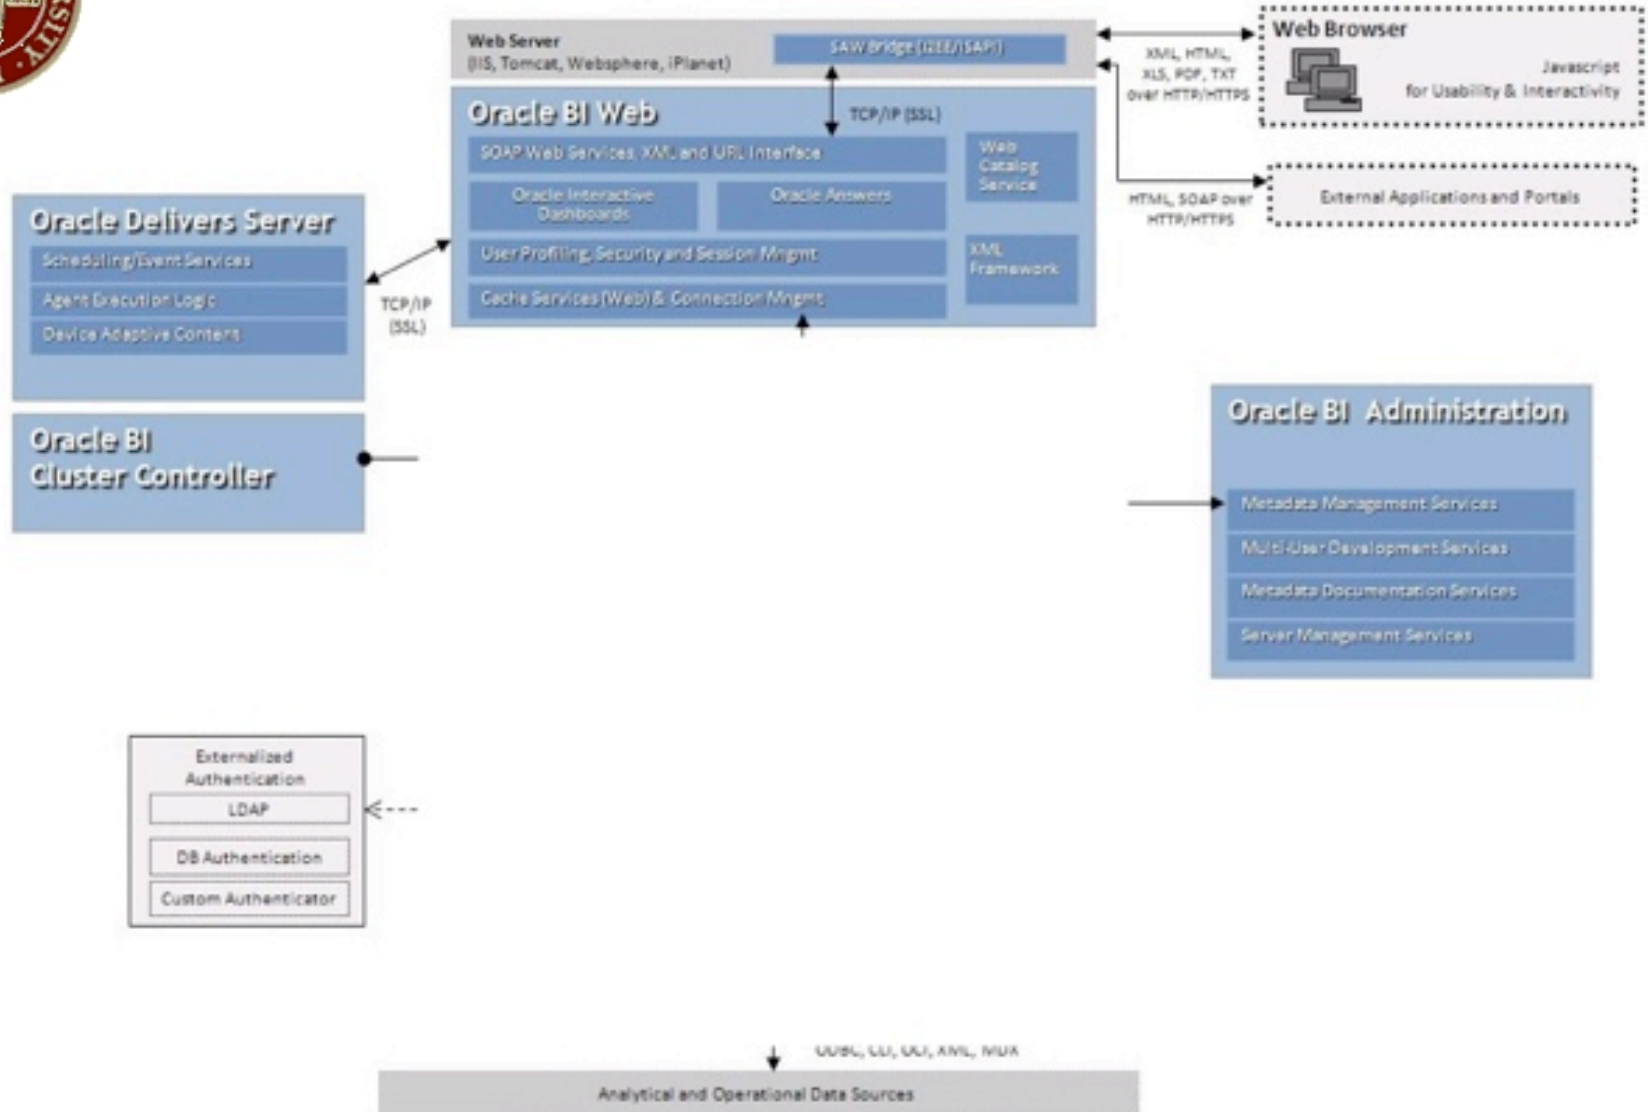 RSITY
Web Server
(IIS, Tomcat, Websphere, iPlanet)
SAW Bridge (J2EE/ISAPI)
Oracle BI Web
TCP/IP (SSL)
SOAP Web Services, XML and URL Interface
Oracle Interactive
Dashboards
Oracle Answers
User Profiling, Security and Session Mngmt
Cache Services (Web) & Connection Mngmt
Web
Catalog
Service
XML
Framework
XML, HTML,
XLS, PDF, TXT
over HTTP/HTTPS
Web Browser
Javascript
for Usability & Interactivity
HTML, SOAP over
HTTP/HTTPS
External Applications and Portals
Oracle Delivers Server
Scheduling/Event Services
Agent Execution Logic
Device Adaptive Content
TCP/IP
(SSL)
Oracle BI
Cluster Controller
Oracle BI Administration
Metadata Management Services
Multi-User Development Services
Metadata Documentation Services
Server Management Services
Externalized
Authentication
LDAP
DB Authentication
Custom Authenticator
ODBC, CLI, OCI, XML, MDX
Analytical and Operational Data Sources